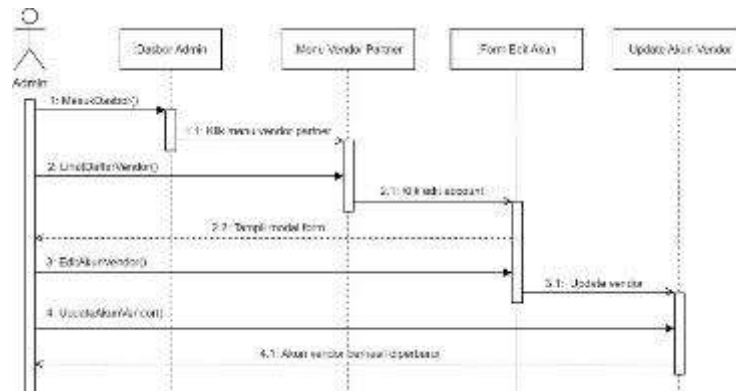 Dasbor Admin
Menu Vendor Partner
Form Edit Akun
Update Akun Vendor
Admin
1: MasukDasbor()
1.1: Klik menu vendor partner
2: LihatDaftarVendor()
2.1: Klik edit account
2.2: Tampil modal form
3: EditAkunVendor()
3.1: Update vendor
4: UpdateAkunVendor()
4.1: Akun vendor berhasil diperbarui